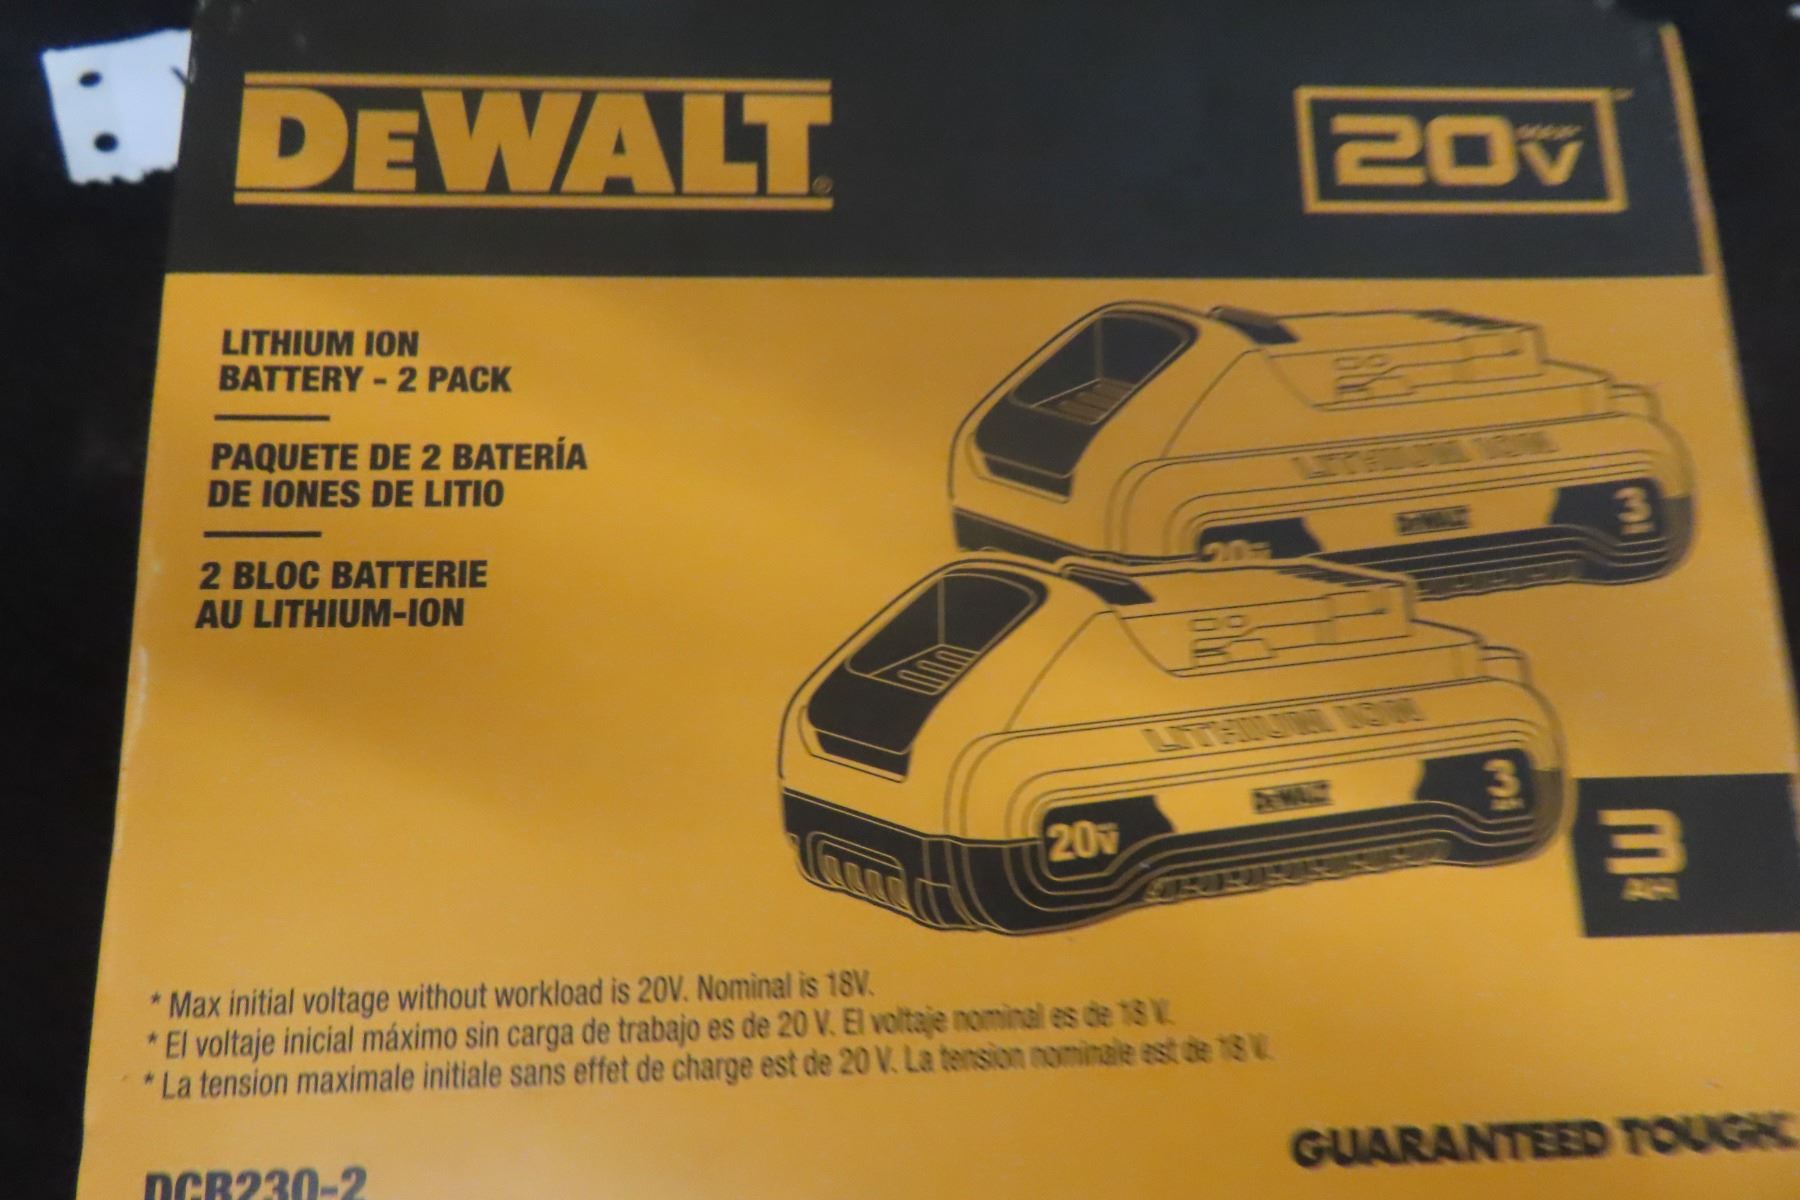 DEWALT®
20V MAX
LITHIUM ION
BATTERY - 2 PACK
PAQUETE DE 2 BATERÍA
DE IONES DE LITIO
2 BLOC BATTERIE
AU LITHIUM-ION
LITHIUM ION
DEWALT
3
20V
LITHIUM ION
DEWALT
3
AH
20V
3
AH
* Max initial voltage without workload is 20V. Nominal is 18V.
* El voltaje inicial máximo sin carga de trabajo es de 20 V. El voltaje nominal es de 18 V.
* La tension maximale initiale sans effet de charge est de 20 V. La tension nominale est de 18 V.
GUARANTEED TOUGH.
DCB230-2